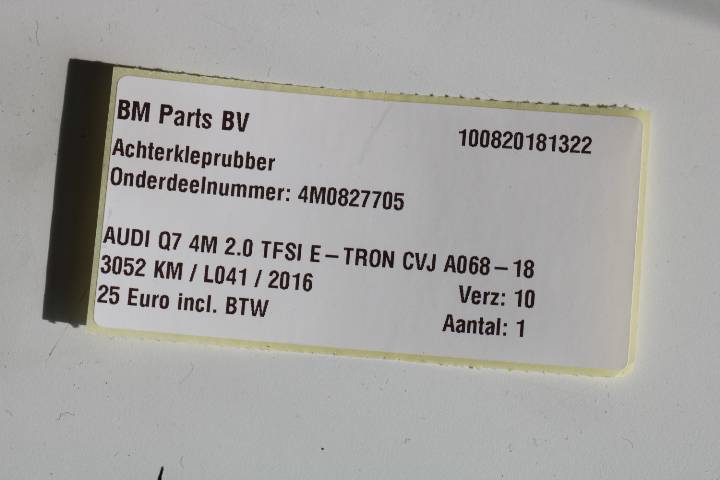 BM Parts BV
100820181322
Achterkleprubber
Onderdeelnummer: 4M0827705
AUDI Q7 4M 2.0 TFSI E-TRON CVJ A068-18
3052 KM / L041 / 2016
Verz: 10
25 Euro incl. BTW
Aantal: 1